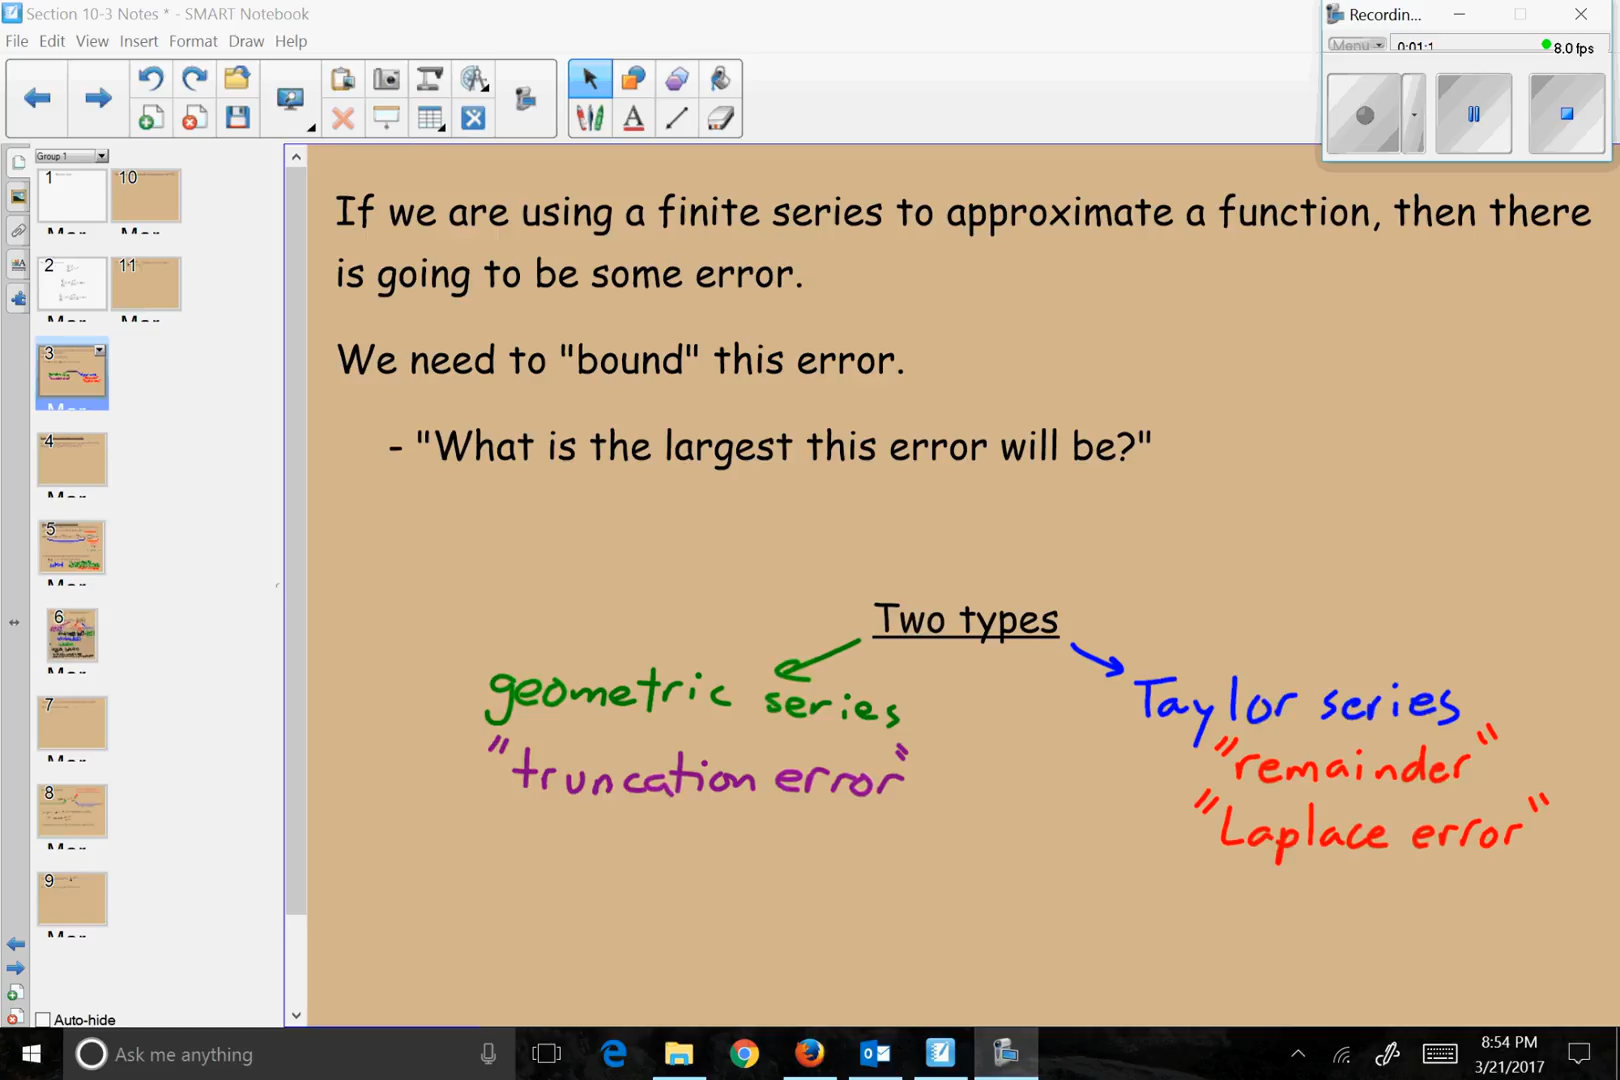 Section 10-3 Notes * - SMART Notebook
File Edit View Insert Format Draw Help
Recordin...
Menu
8.0 fps
Group 1
1
10
2
11
3
4
5
6
7
8
9
Auto-hide
If we are using a finite series to approximate a function, then there
is going to be some error.
We need to "bound" this error.
- "What is the largest this error will be?"
Two types
geometric series
"truncation error"
Taylor series
"remainder"
"Laplace error"
Ask me anything
8:54 PM
3/21/2017